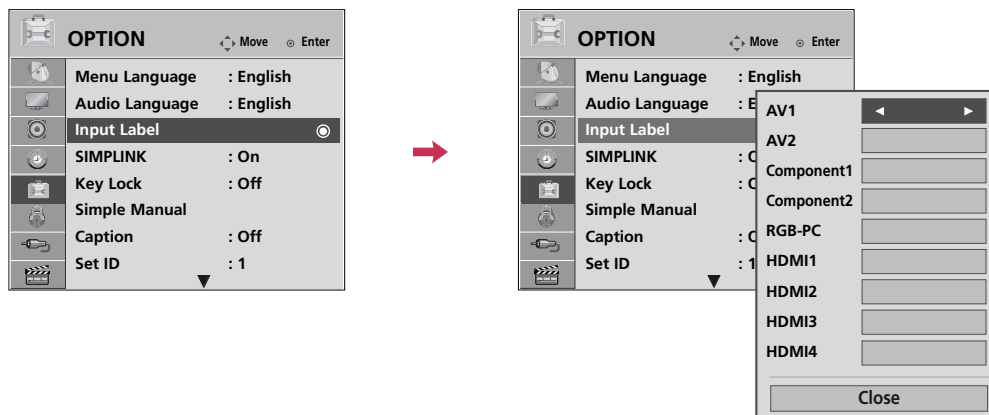 OPTION Move Enter
Menu Language : English
Audio Language : English
Input Label
SIMPLINK : On
Key Lock : Off
Simple Manual
Caption : Off
Set ID : 1
OPTION Move Enter
Menu Language : English
Audio Language : E
Input Label
SIMPLINK : O
Key Lock : O
Simple Manual
Caption : O
Set ID : 1
AV1
AV2
Component1
Component2
RGB-PC
HDMI1
HDMI2
HDMI3
HDMI4
Close